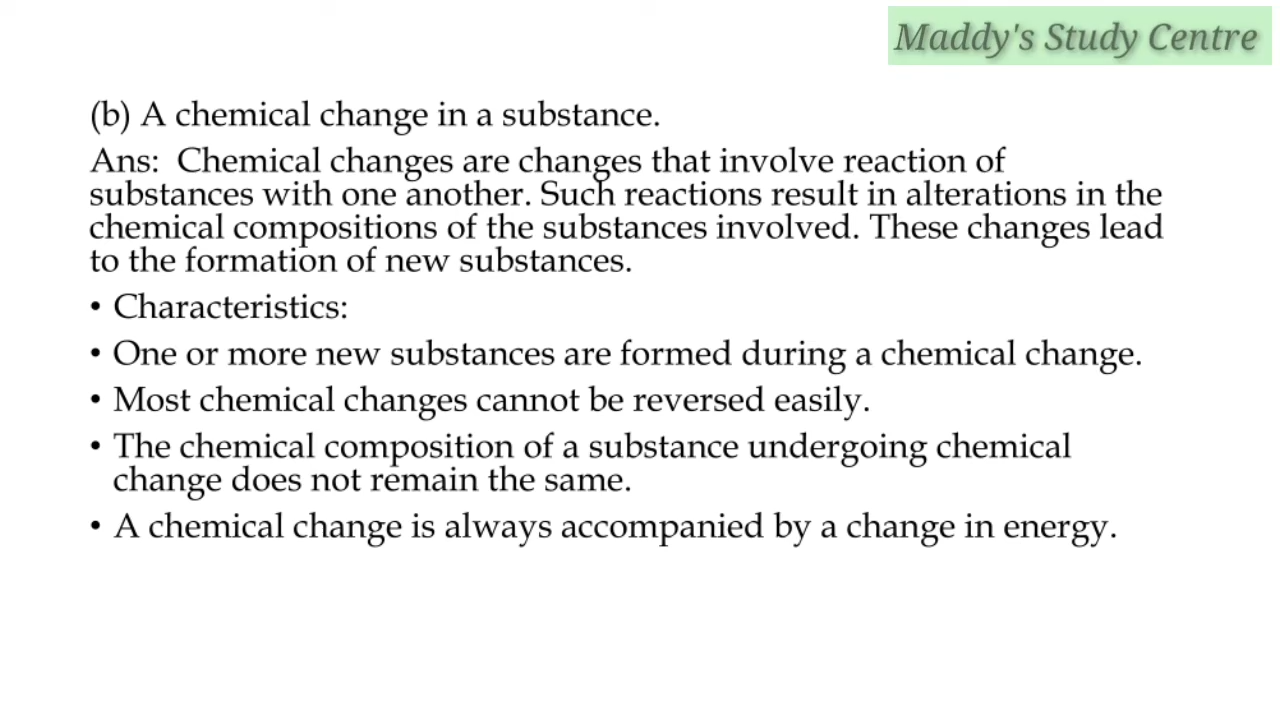 Maddy's Study Centre
(b) A chemical change in a substance.
Ans:  Chemical changes are changes that involve reaction of
substances with one another. Such reactions result in alterations in the
chemical compositions of the substances involved. These changes lead
to the formation of new substances.
• Characteristics:
• One or more new substances are formed during a chemical change.
• Most chemical changes cannot be reversed easily.
• The chemical composition of a substance undergoing chemical
change does not remain the same.
• A chemical change is always accompanied by a change in energy.